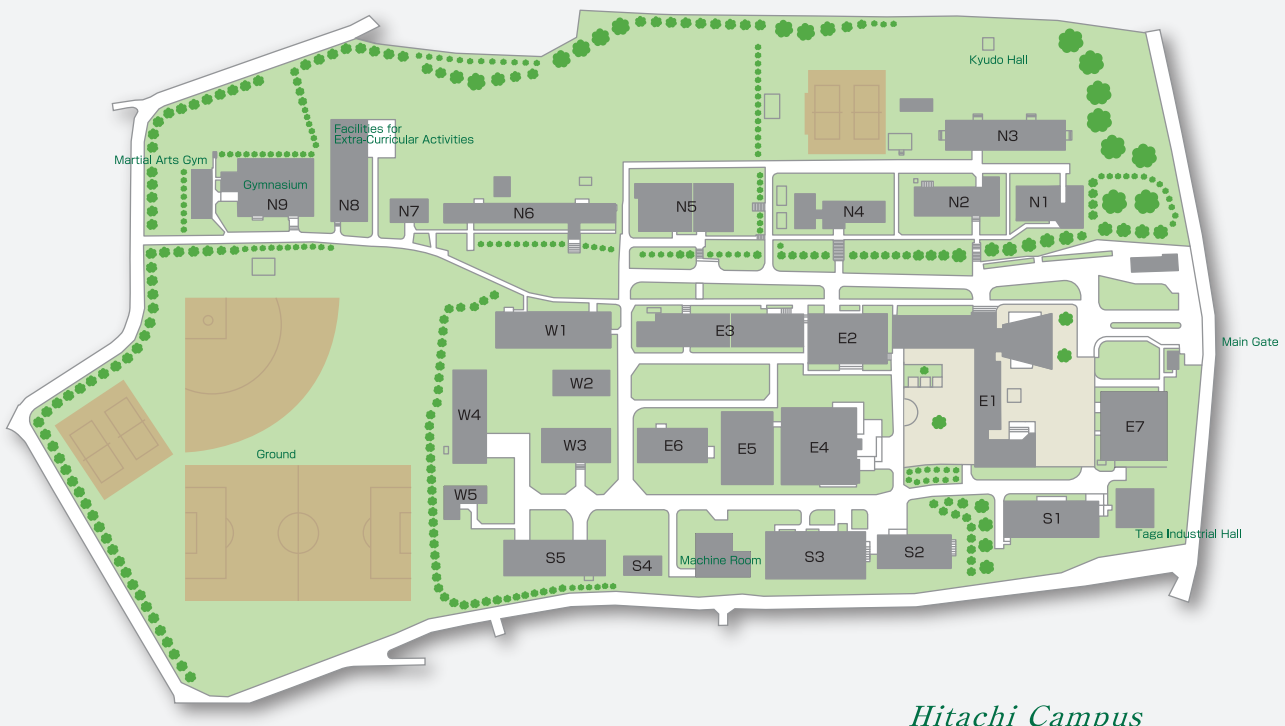 Kyudo Hall
Facilities for
Extra-Curricular Activities
N3
Martial Arts Gym
Gymnasium
N9
N8
N7
N6
N5
N4
N2
N1
W1
E3
E2
Main Gate
W2
W4
E1
W3
E6
E5
E4
E7
Ground
W5
S1
Taga Industrial Hall
S5
S4
Machine Room
S3
S2
Hitachi Campus